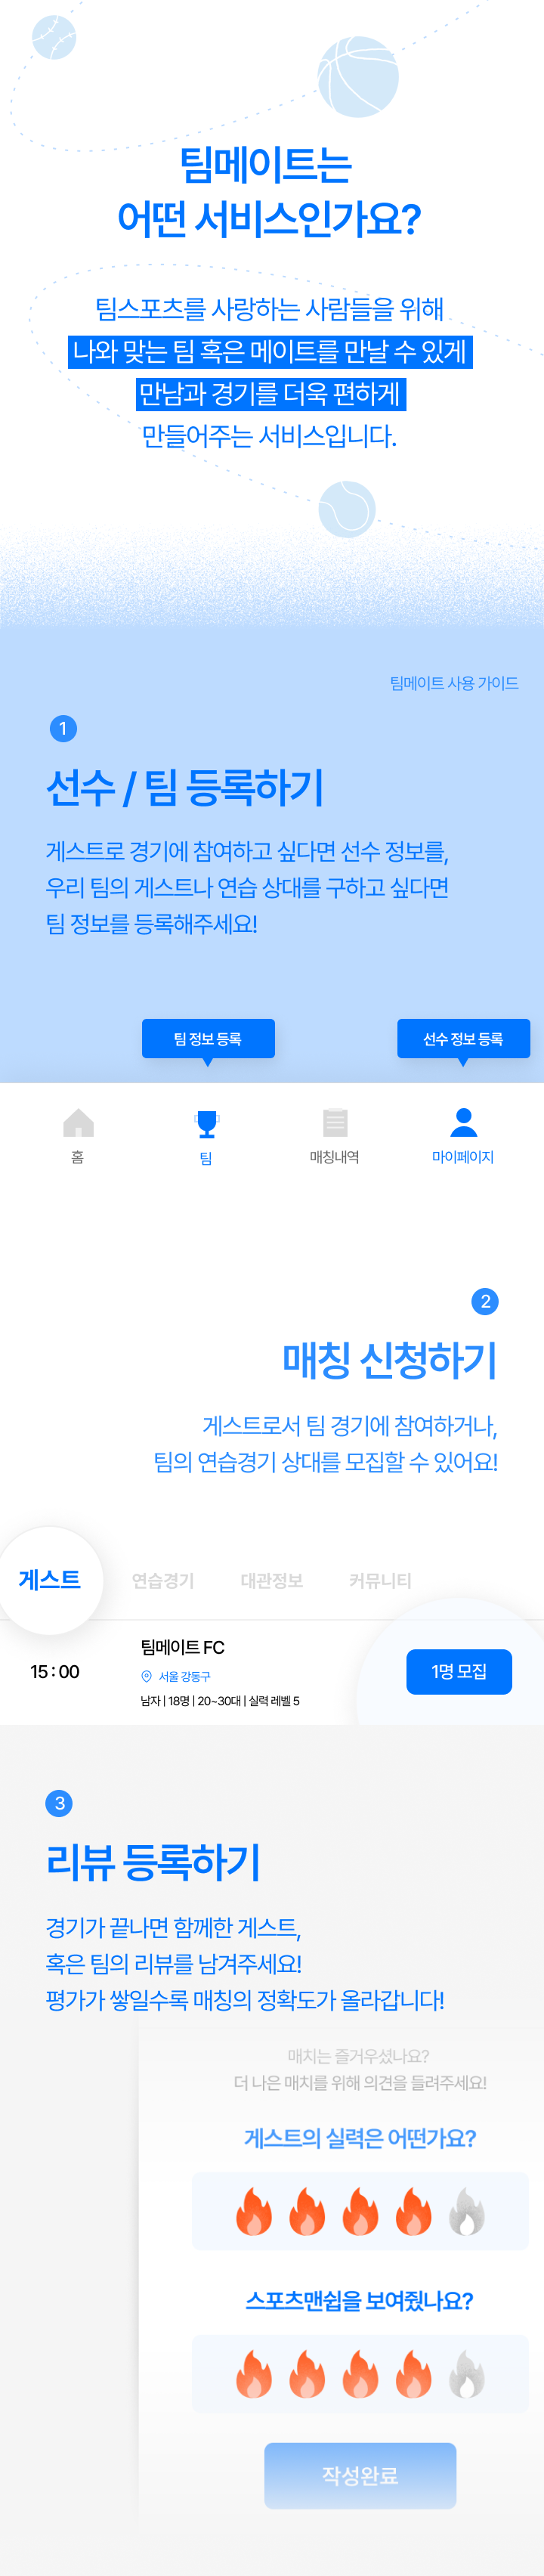 팀메이트는
어떤 서비스인가요?
팀스포츠를 사랑하는 사람들을 위해
나와 맞는 팀 혹은 메이트를 만날 수 있게
만남과 경기를 더욱 편하게
만들어주는 서비스입니다.
팀메이트 사용 가이드
1
선수 / 팀 등록하기
게스트로 경기에 참여하고 싶다면 선수 정보를,
우리 팀의 게스트나 연습 상대를 구하고 싶다면
팀 정보를 등록해주세요!
팀 정보 등록
선수 정보 등록
홈
팀
매칭내역
마이페이지
2
매칭 신청하기
게스트로서 팀 경기에 참여하거나,
팀의 연습경기 상대를 모집할 수 있어요!
게스트
연습경기
대관정보
커뮤니티
15 : 00
팀메이트 FC
서울 강동구
남자 | 18명 | 20~30대 | 실력 레벨 5
1명 모집
3
리뷰 등록하기
경기가 끝나면 함께한 게스트,
혹은 팀의 리뷰를 남겨주세요!
평가가 쌓일수록 매칭의 정확도가 올라갑니다!
매치는 즐거우셨나요?
더 나은 매치를 위해 의견을 들려주세요!
게스트의 실력은 어떤가요?
스포츠맨쉽을 보여줬나요?
작성완료